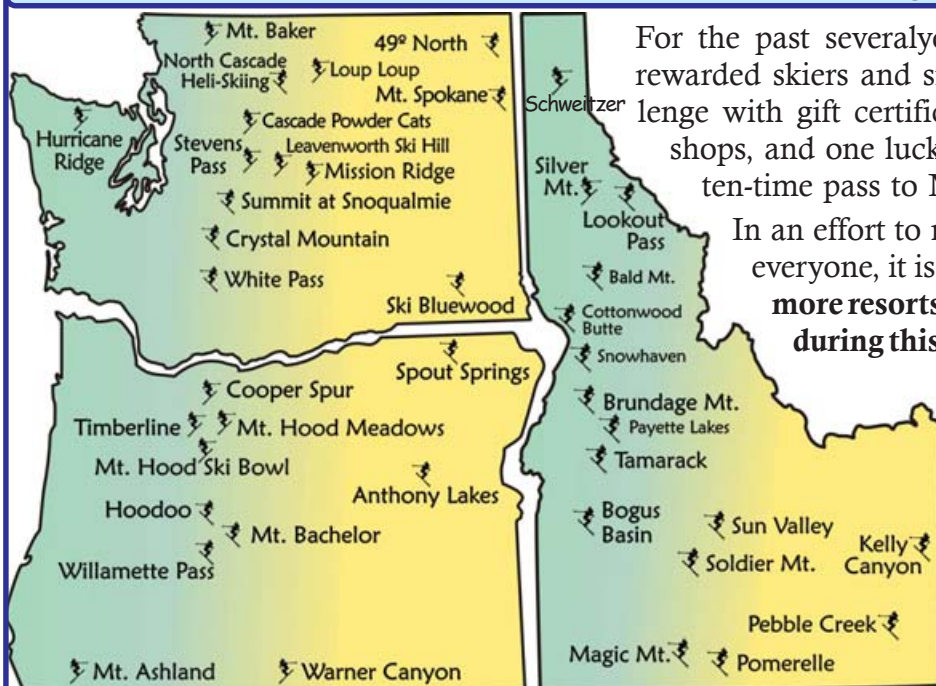 For the past severalyea
rewarded skiers and sn
lenge with gift certific
shops, and one luck
ten-time pass to M
In an effort to r
everyone, it is
more resorts
during this
Mt. Baker
49º North
North Cascade
Heli-Skiing
Loup Loup
Mt. Spokane
Cascade Powder Cats
Hurricane
Ridge
Stevens
Pass
Leavenworth Ski Hill
Mission Ridge
Summit at Snoqualmie
Crystal Mountain
White Pass
Ski Bluewood
Spout Springs
Cooper Spur
Timberline
Mt. Hood Meadows
Mt. Hood Ski Bowl
Anthony Lakes
Hoodoo
Mt. Bachelor
Willamette Pass
Mt. Ashland
Warner Canyon
Schweitzer
Silver
Mt.
Lookout
Pass
Bald Mt.
Cottonwood
Butte
Snowhaven
Brundage Mt.
Payette Lakes
Tamarack
Bogus
Basin
Sun Valley
Soldier Mt.
Kelly
Canyon
Pebble Creek
Magic Mt.
Pomerelle